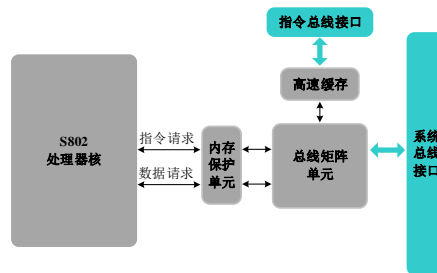 指令总线接口
高速缓存
S802
处理器核
指令请求
数据请求
内存
保护
单元
总线矩阵
单元
系统
总线
接口